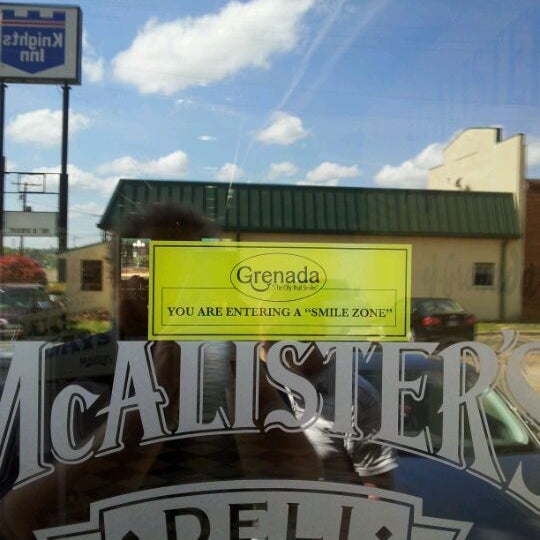 Knights
Inn
Grenada
"The City That Smiles"
YOU ARE ENTERING A "SMILE ZONE"
McALISTER'S
DELI